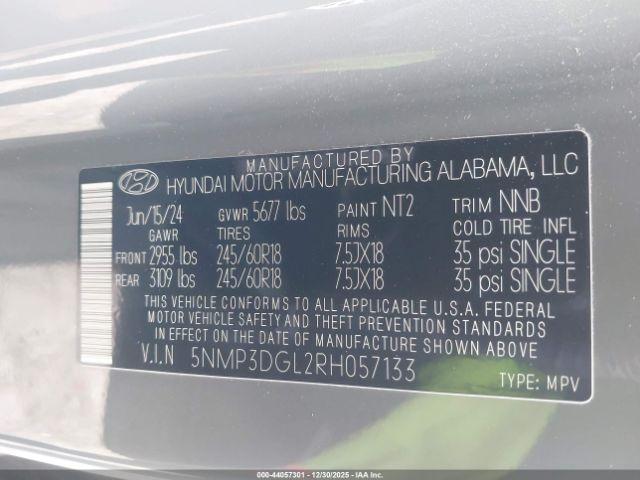 MANUFACTURED BY
HYUNDAI MOTOR MANUFACTURING ALABAMA, LLC
Jun/15/24 GVWR 5677 lbs PAINT NT2 TRIM NNB
GAWR TIRES RIMS COLD TIRE INFL
FRONT 2955 lbs 245/60R18 7.5JX18 35 psi SINGLE
REAR 3109 lbs 245/60R18 7.5JX18 35 psi SINGLE
THIS VEHICLE CONFORMS TO ALL APPLICABLE U.S.A. FEDERAL
MOTOR VEHICLE SAFETY AND THEFT PREVENTION STANDARDS
IN EFFECT ON THE DATE OF MANUFACTURE SHOWN ABOVE.
V.I.N 5NMP3DGL2RH057133
TYPE: MPV
000-44057301 - 12/30/2025 - IAAI.com